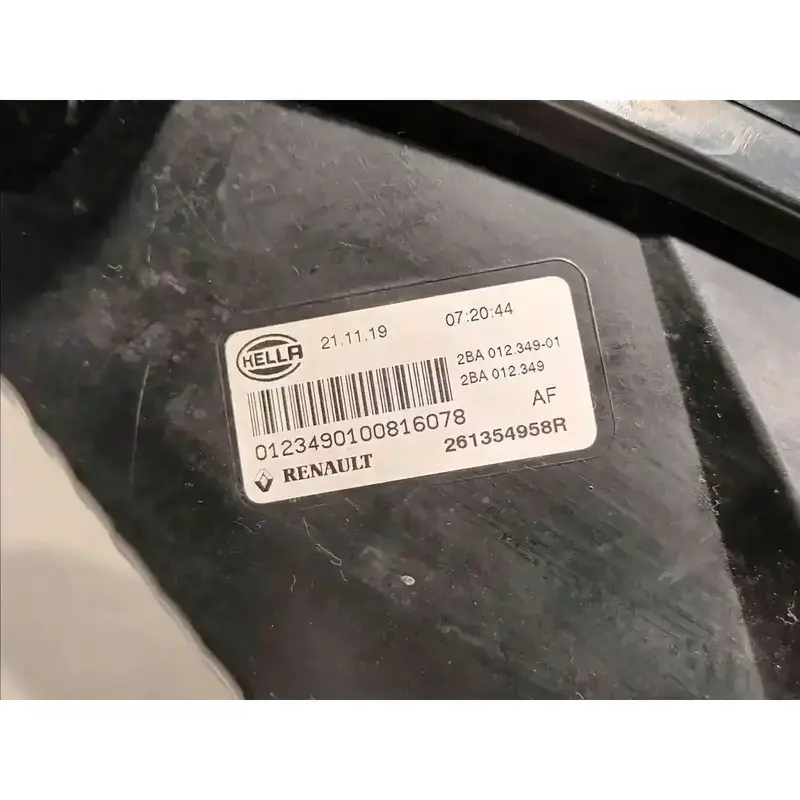 HELLA
21.11.19 07:20:44
2BA 012.349-01
2BA 012.349
AF
0123490100816078
261354958R
RENAULT